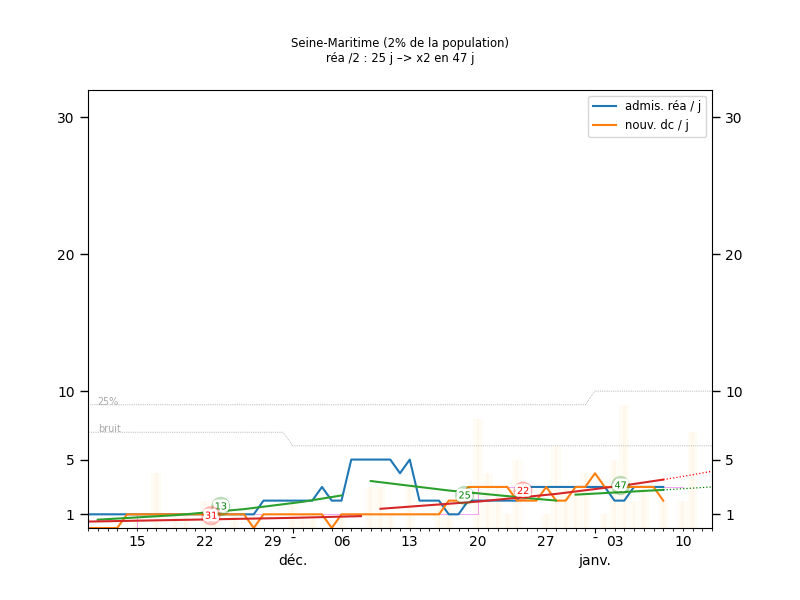 Seine-Maritime (2% de la population)
réa /2 : 25 j –> x2 en 47 j
admis. réa / j
nouv. dc / j
30 30
20 20
10 10
25%
bruit
5 5
47
25 22
13
31
1 1
15 22 29 - 06 13 20 27 - 03 10
déc. janv.